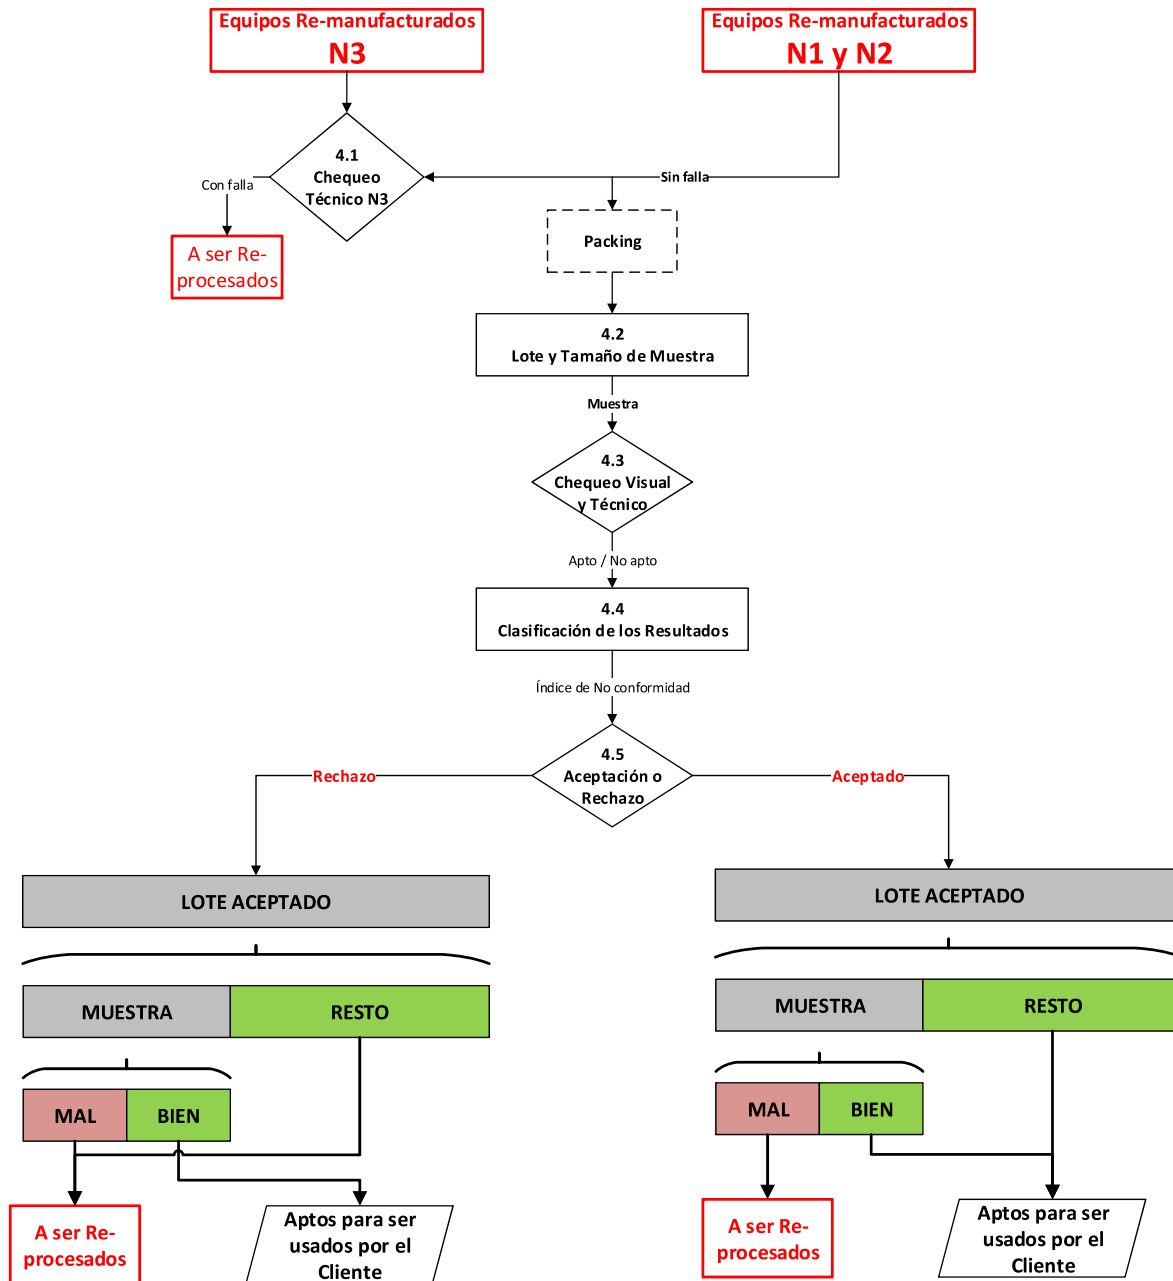 Equipos Re-manufacturados
N3
Equipos Re-manufacturados
N1 y N2
4.1
Chequeo
Técnico N3
Con falla
Sin falla
A ser Re-
procesados
Packing
4.2
Lote y Tamaño de Muestra
Muestra
4.3
Chequeo Visual
y Técnico
Apto / No apto
4.4
Clasificación de los Resultados
Índice de No conformidad
4.5
Aceptación o
Rechazo
Rechazo
Aceptado
LOTE ACEPTADO
MUESTRA
RESTO
MAL
BIEN
A ser Re-
procesados
Aptos para ser
usados por el
Cliente
LOTE ACEPTADO
MUESTRA
RESTO
MAL
BIEN
A ser Re-
procesados
Aptos para ser
usados por el
Cliente